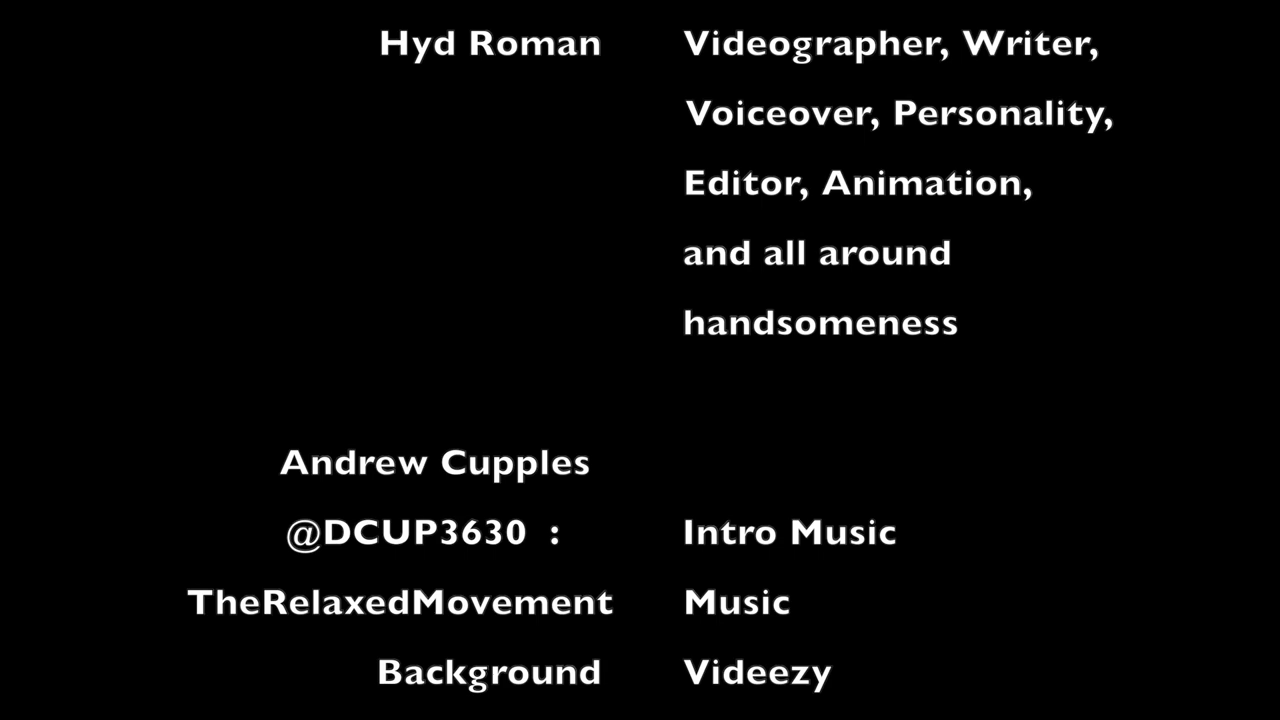 Hyd Roman Videographer, Writer,
Voiceover, Personality,
Editor, Animation,
and all around
handsomeness
Andrew Cupples
@DCUP3630 : Intro Music
TheRelaxedMovement Music
Background Videezy